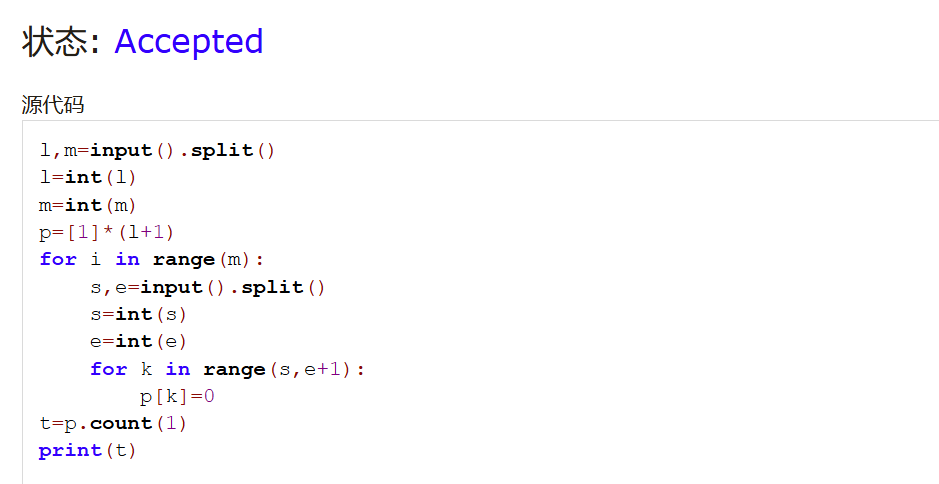 状态: Accepted
源代码
l,m=input().split()
l=int(l)
m=int(m)
p=[1]*(l+1)
for i in range(m):
    s,e=input().split()
    s=int(s)
    e=int(e)
    for k in range(s,e+1):
        p[k]=0
t=p.count(1)
print(t)